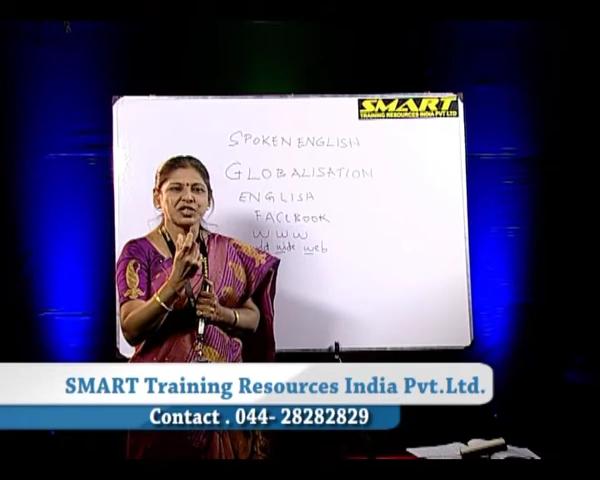 SMART
TRAINING RESOURCES INDIA PVT LTD
SPOKEN ENGLISH
GLOBALISATION
ENGLISH
FACEBOOK
W W W
wide web
SMART Training Resources India Pvt.Ltd.
Contact . 044- 28282829